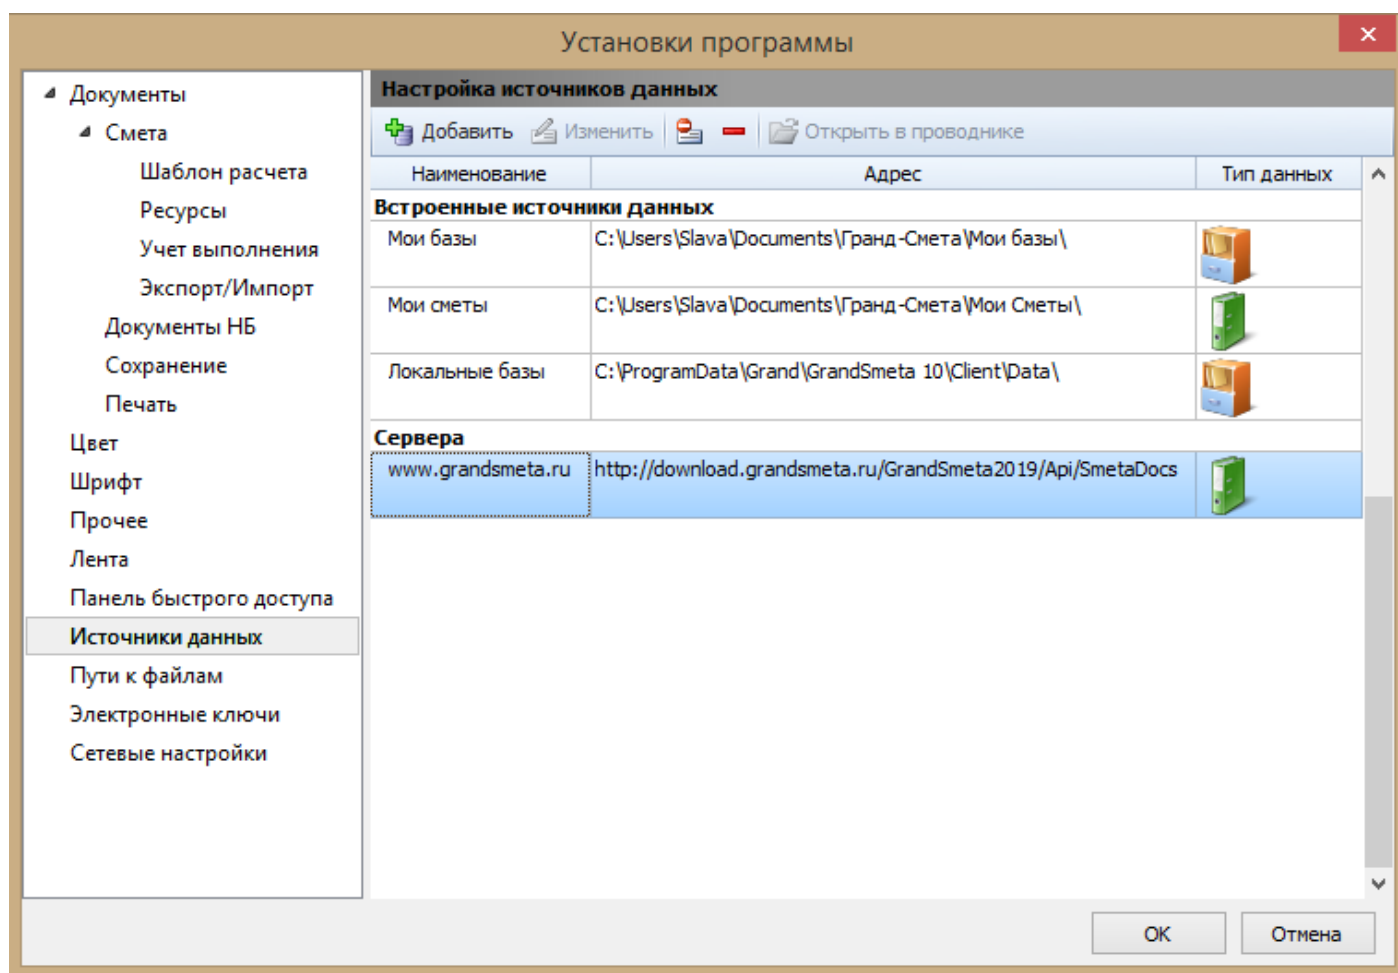 Установки программы
Документы
Смета
Шаблон расчета
Ресурсы
Учет выполнения
Экспорт/Импорт
Документы НБ
Сохранение
Печать
Цвет
Шрифт
Прочее
Лента
Панель быстрого доступа
Источники данных
Пути к файлам
Электронные ключи
Сетевые настройки
Настройка источников данных
Добавить Изменить Открыть в проводнике
Наименование Адрес Тип данных
Встроенные источники данных
Мои базы C:\Users\Slava\Documents\Гранд-Смета\Мои базы\
Мои сметы C:\Users\Slava\Documents\Гранд-Смета\Мои Сметы\
Локальные базы C:\ProgramData\Grand\GrandSmeta 10\Client\Data\
Сервера
www.grandsmeta.ru http://download.grandsmeta.ru/GrandSmeta2019/Api/SmetaDocs
ОК Отмена